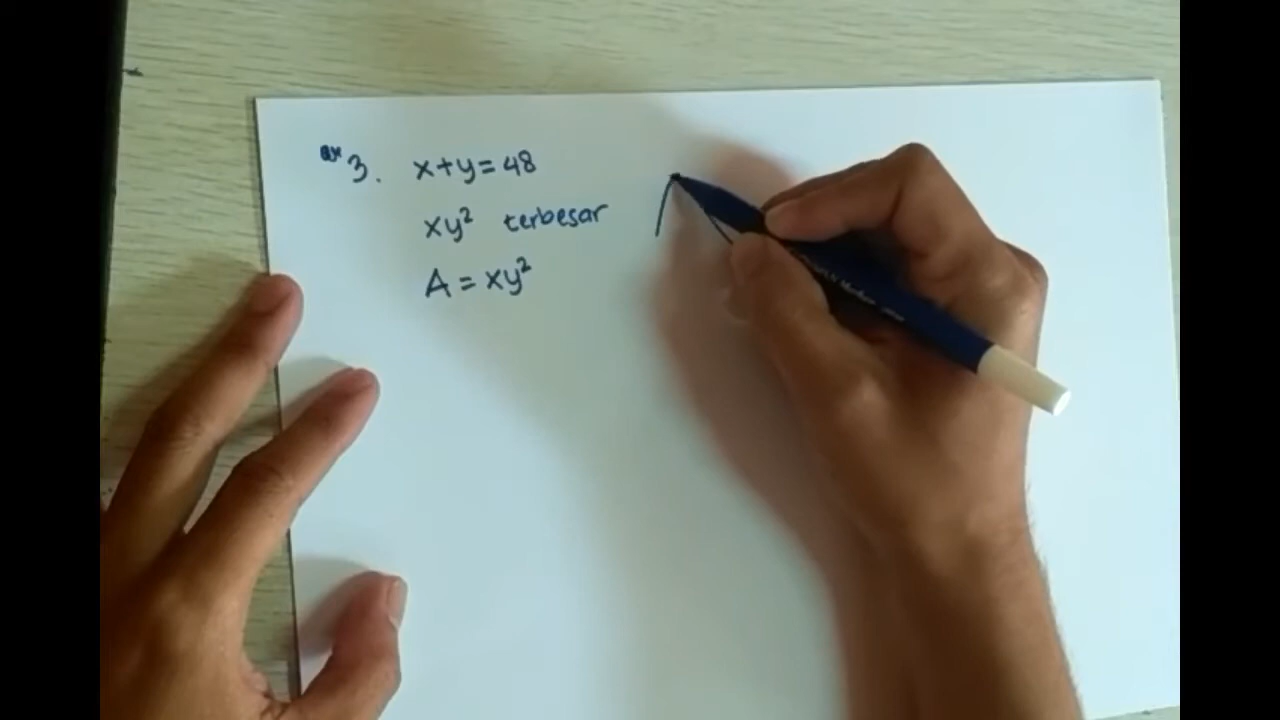 3. x+y=48
xy² terbesar
A = xy²